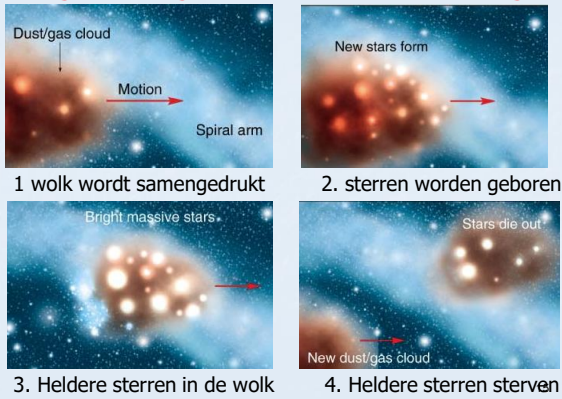 Dust/gas cloud
Motion
Spiral arm
1 wolk wordt samengedrukt
New stars form
2. sterren worden geboren
Bright massive stars
3. Heldere sterren in de wolk
Stars die out
New dust/gas cloud
4. Heldere sterren sterven